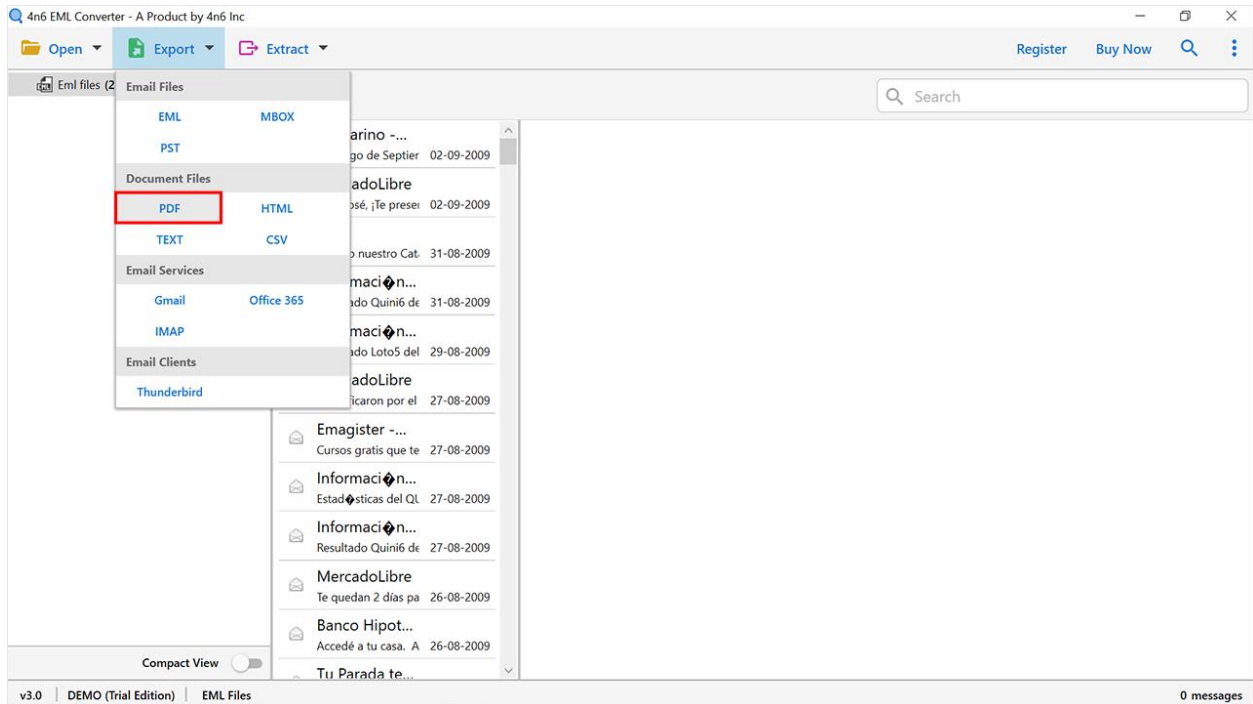 4n6 EML Converter - A Product by 4n6 Inc
Open Export Extract Register Buy Now
Eml files (2
Search
Email Files
EML MBOX
PST
Document Files
PDF HTML
TEXT CSV
Email Services
Gmail Office 365
IMAP
Email Clients
Thunderbird
arino -...
go de Septier 02-09-2009
adoLibre
osé, ¡Te presei 02-09-2009
o nuestro Cat 31-08-2009
maci�n...
ado Quini6 de 31-08-2009
maci�n...
ado Loto5 del 29-08-2009
adoLibre
icaron por el 27-08-2009
Emagister -...
Cursos gratis que te 27-08-2009
Informaci�n...
Estad�sticas del QU 27-08-2009
Informaci�n...
Resultado Quini6 de 27-08-2009
MercadoLibre
Te quedan 2 días pa 26-08-2009
Banco Hipot...
Accedé a tu casa. A 26-08-2009
Tu Parada te...
Compact View
v3.0 DEMO (Trial Edition) EML Files 0 messages